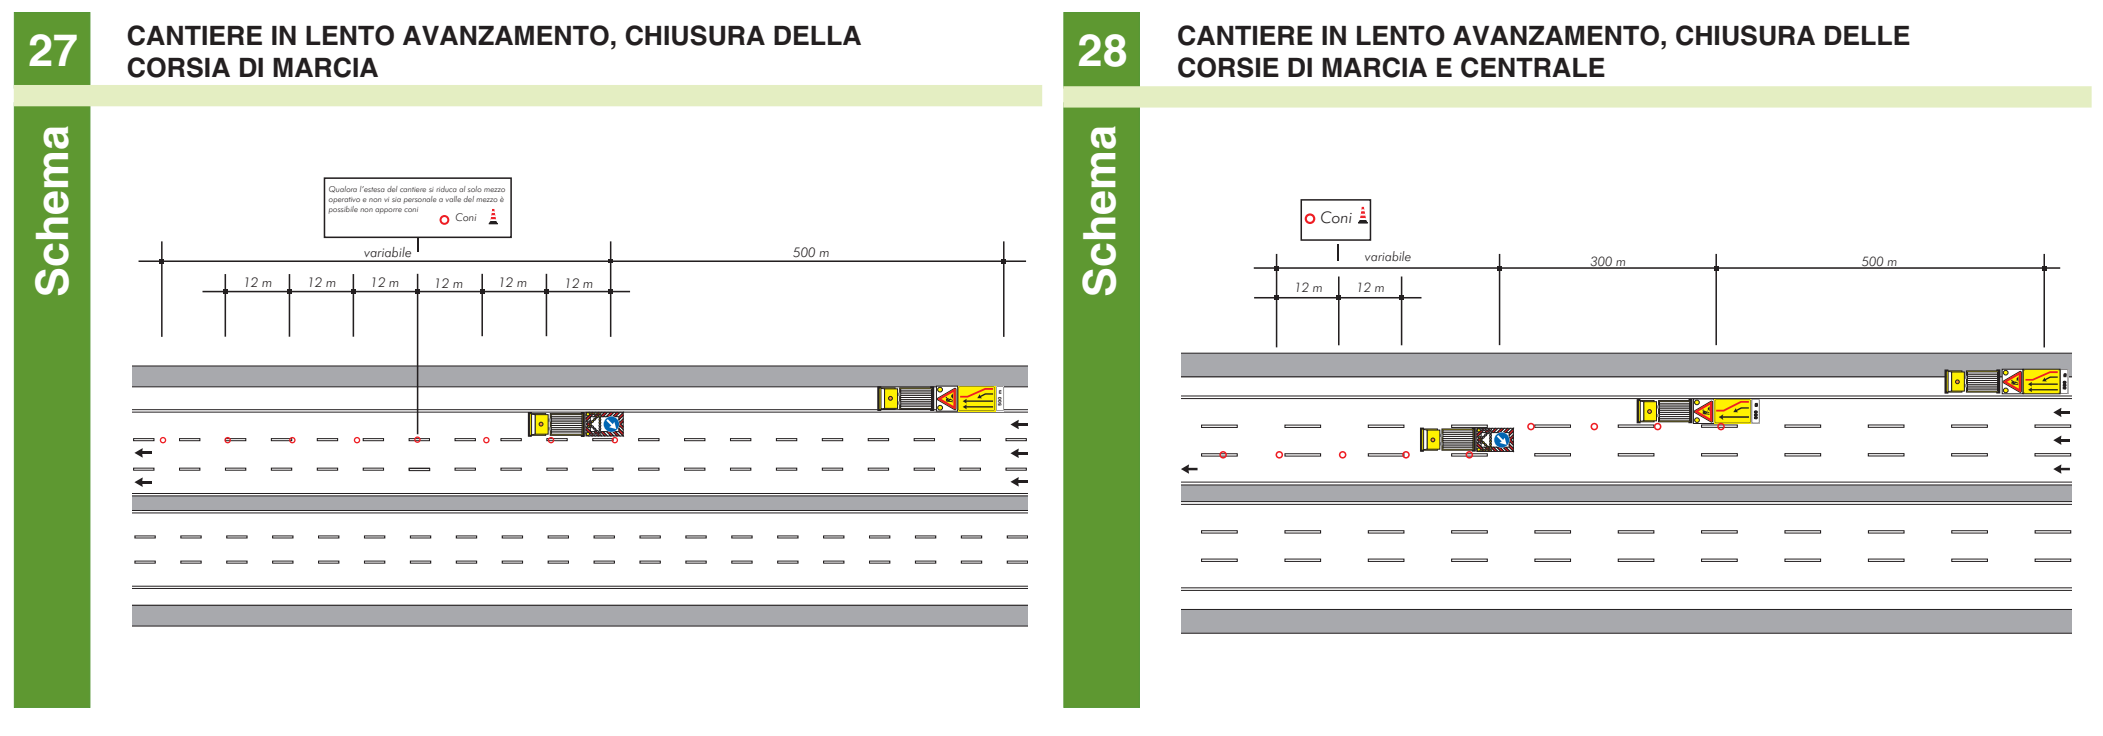 27
CANTIERE IN LENTO AVANZAMENTO, CHIUSURA DELLA
CORSIA DI MARCIA
Schema
Qualora l'estesa del cantiere si riduca al solo mezzo
operativo e non vi sia personale a valle del mezzo è
possibile non apporre coni
Coni
variabile
500 m
12 m
12 m
12 m
12 m
12 m
12 m
500 m
28
CANTIERE IN LENTO AVANZAMENTO, CHIUSURA DELLE
CORSIE DI MARCIA E CENTRALE
Schema
Coni
variabile
300 m
500 m
12 m
12 m